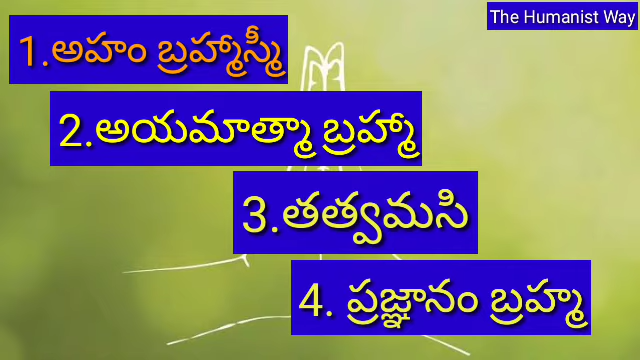 The Humanist Way
1.అహం బ్రహ్మాస్మీ
2.అయమాత్మా బ్రహ్మా
3.తత్వమసి
4. ప్రజ్ఞానం బ్రహ్మ